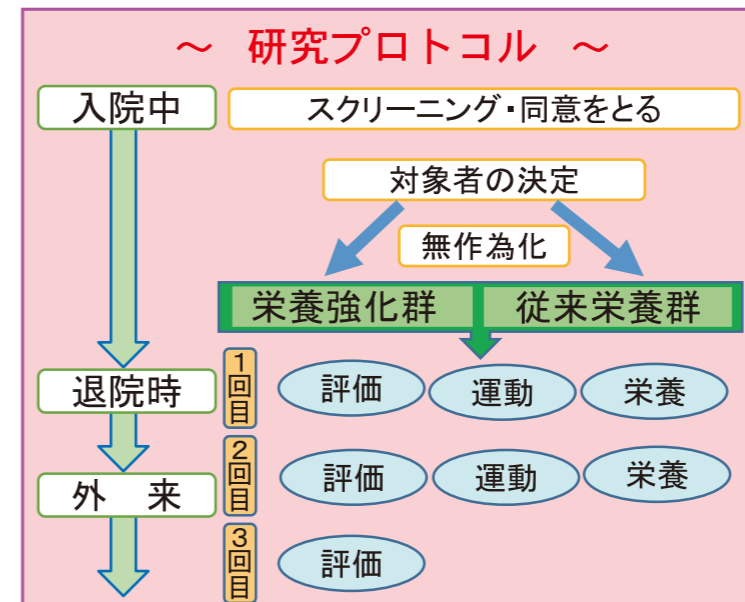 ～ 研究プロトコル ～
入院中
スクリーニング・同意をとる
対象者の決定
無作為化
栄養強化群
従来栄養群
退院時
1回目
評価
運動
栄養
外 来
2回目
評価
運動
栄養
3回目
評価